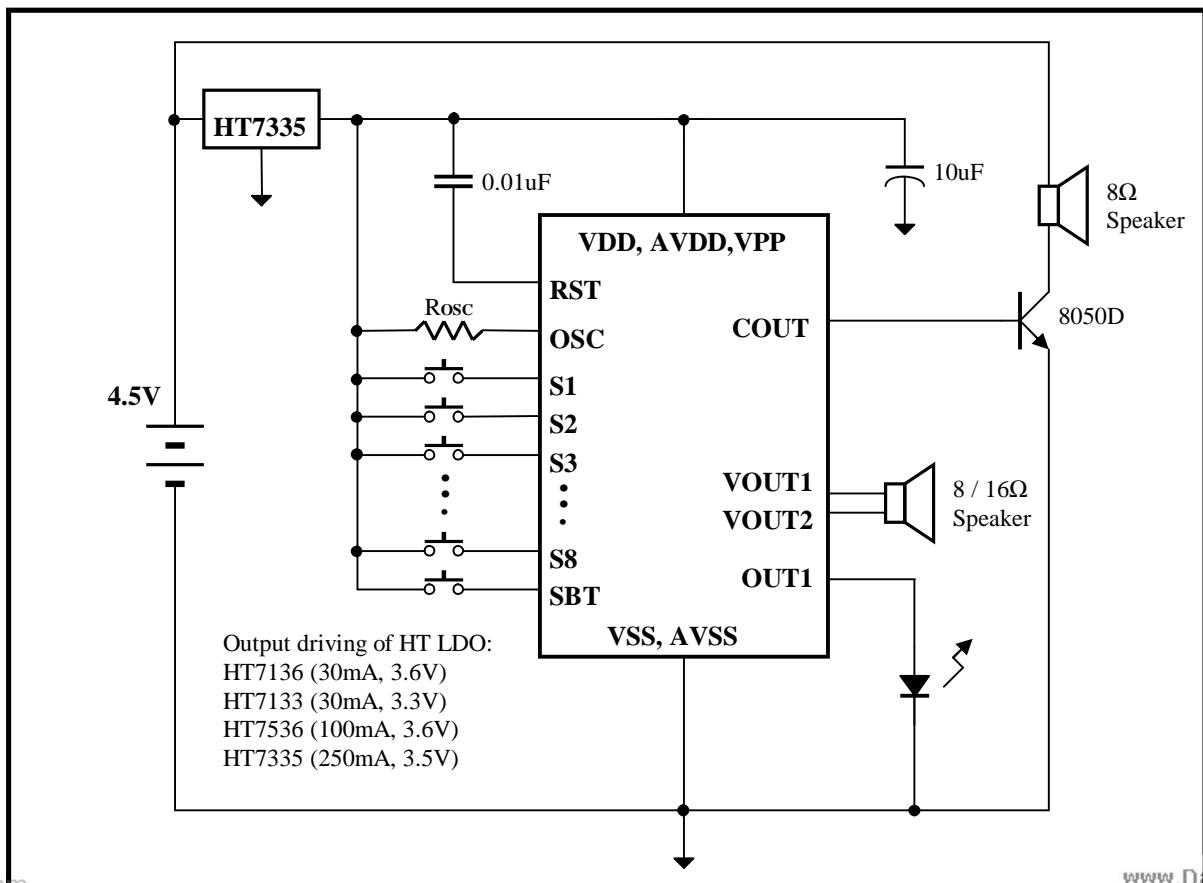 HT7335
0.01uF
10uF
8Ω
Speaker
VDD, AVDD,VPP
RST
Rosc
OSC
COUT
8050D
S1
4.5V
S2
S3
VOUT1
8 / 16Ω
VOUT2
Speaker
S8
OUT1
SBT
VSS, AVSS
Output driving of HT LDO:
HT7136 (30mA, 3.6V)
HT7133 (30mA, 3.3V)
HT7536 (100mA, 3.6V)
HT7335 (250mA, 3.5V)